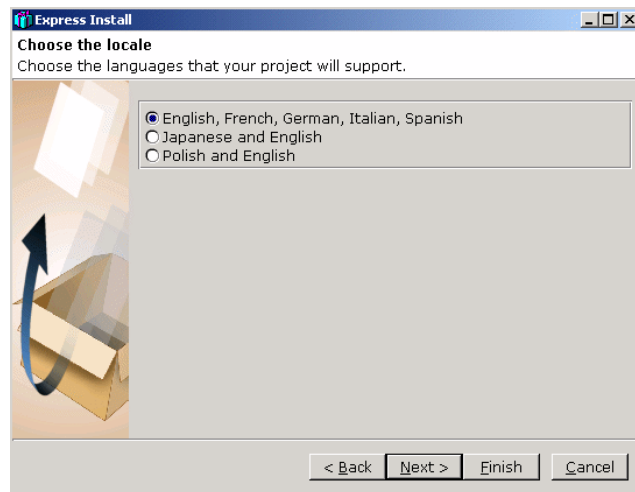 Express Install
Choose the locale
Choose the languages that your project will support.
English, French, German, Italian, Spanish
Japanese and English
Polish and English
< Back Next > Finish Cancel